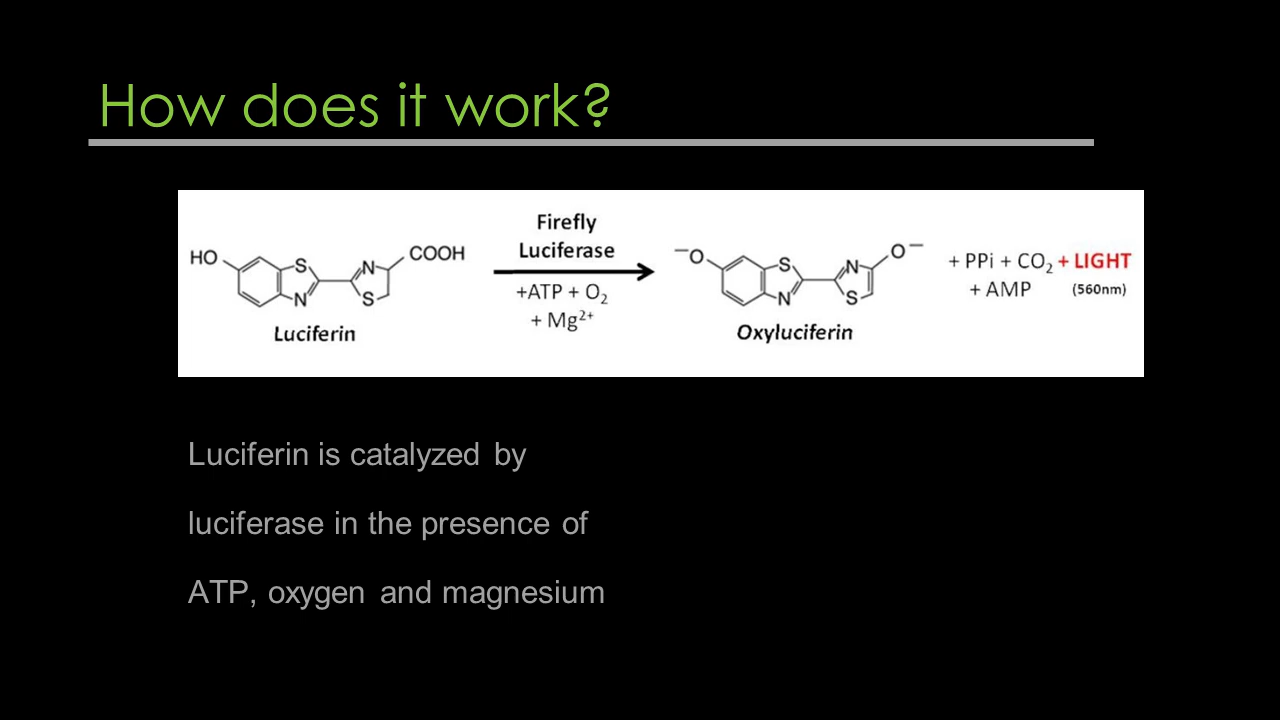 How does it work?
Firefly
Luciferase
HO
S
N
N
S
COOH
+ATP + O₂
+ Mg²⁺
Luciferin
⁻O
S
N
N
S
O⁻
Oxyluciferin
+ PPi + CO₂ + LIGHT
+ AMP (560nm)
Luciferin is catalyzed by
luciferase in the presence of
ATP, oxygen and magnesium